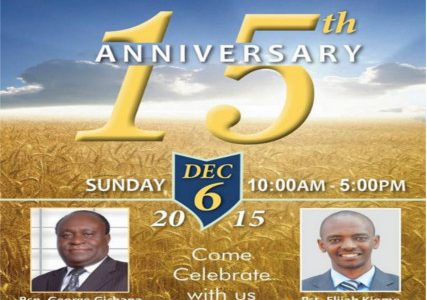 15th
ANNIVERSARY
SUNDAY DEC 6 10:00AM - 5:00PM
2015
Come
Celebrate
with us